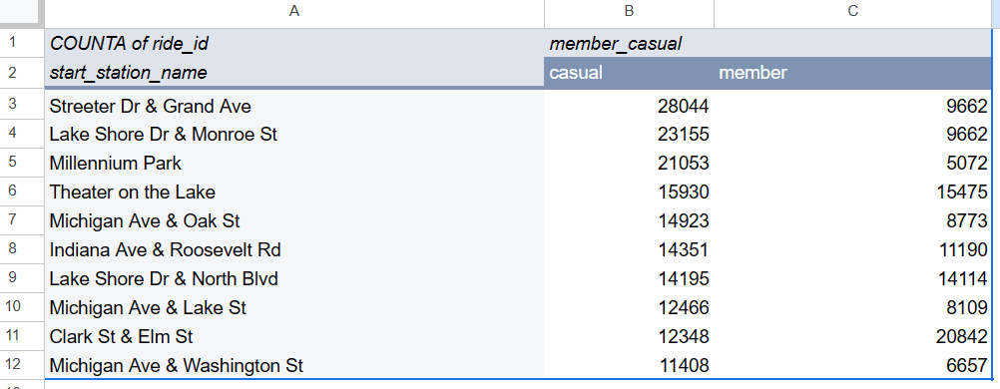 A B C
1 COUNTA of ride_id member_casual
2 start_station_name casual member
3 Streeter Dr & Grand Ave 28044 9662
4 Lake Shore Dr & Monroe St 23155 9662
5 Millennium Park 21053 5072
6 Theater on the Lake 15930 15475
7 Michigan Ave & Oak St 14923 8773
8 Indiana Ave & Roosevelt Rd 14351 11190
9 Lake Shore Dr & North Blvd 14195 14114
10 Michigan Ave & Lake St 12466 8109
11 Clark St & Elm St 12348 20842
12 Michigan Ave & Washington St 11408 6657